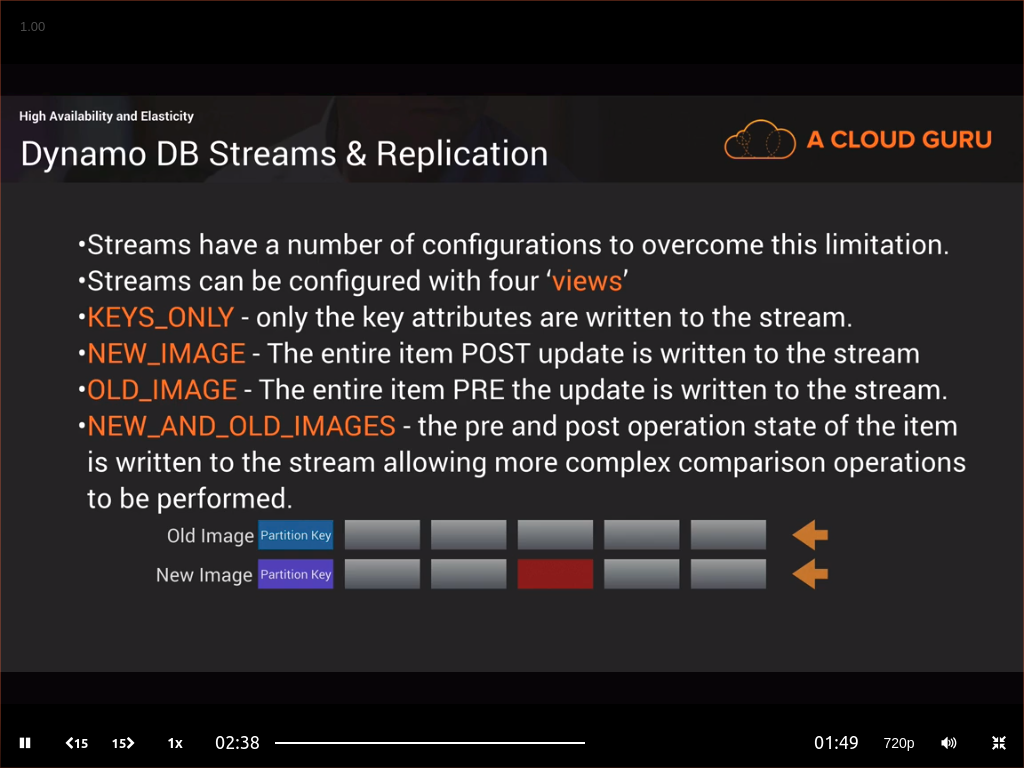 1.00
High Availability and Elasticity
Dynamo DB Streams & Replication
A CLOUD GURU
•Streams have a number of configurations to overcome this limitation.
•Streams can be configured with four ‘views’
•KEYS_ONLY - only the key attributes are written to the stream.
•NEW_IMAGE - The entire item POST update is written to the stream
•OLD_IMAGE - The entire item PRE the update is written to the stream.
•NEW_AND_OLD_IMAGES - the pre and post operation state of the item
is written to the stream allowing more complex comparison operations
to be performed.
Old Image Partition Key
New Image Partition Key
15 15 1x 02:38 01:49 720p